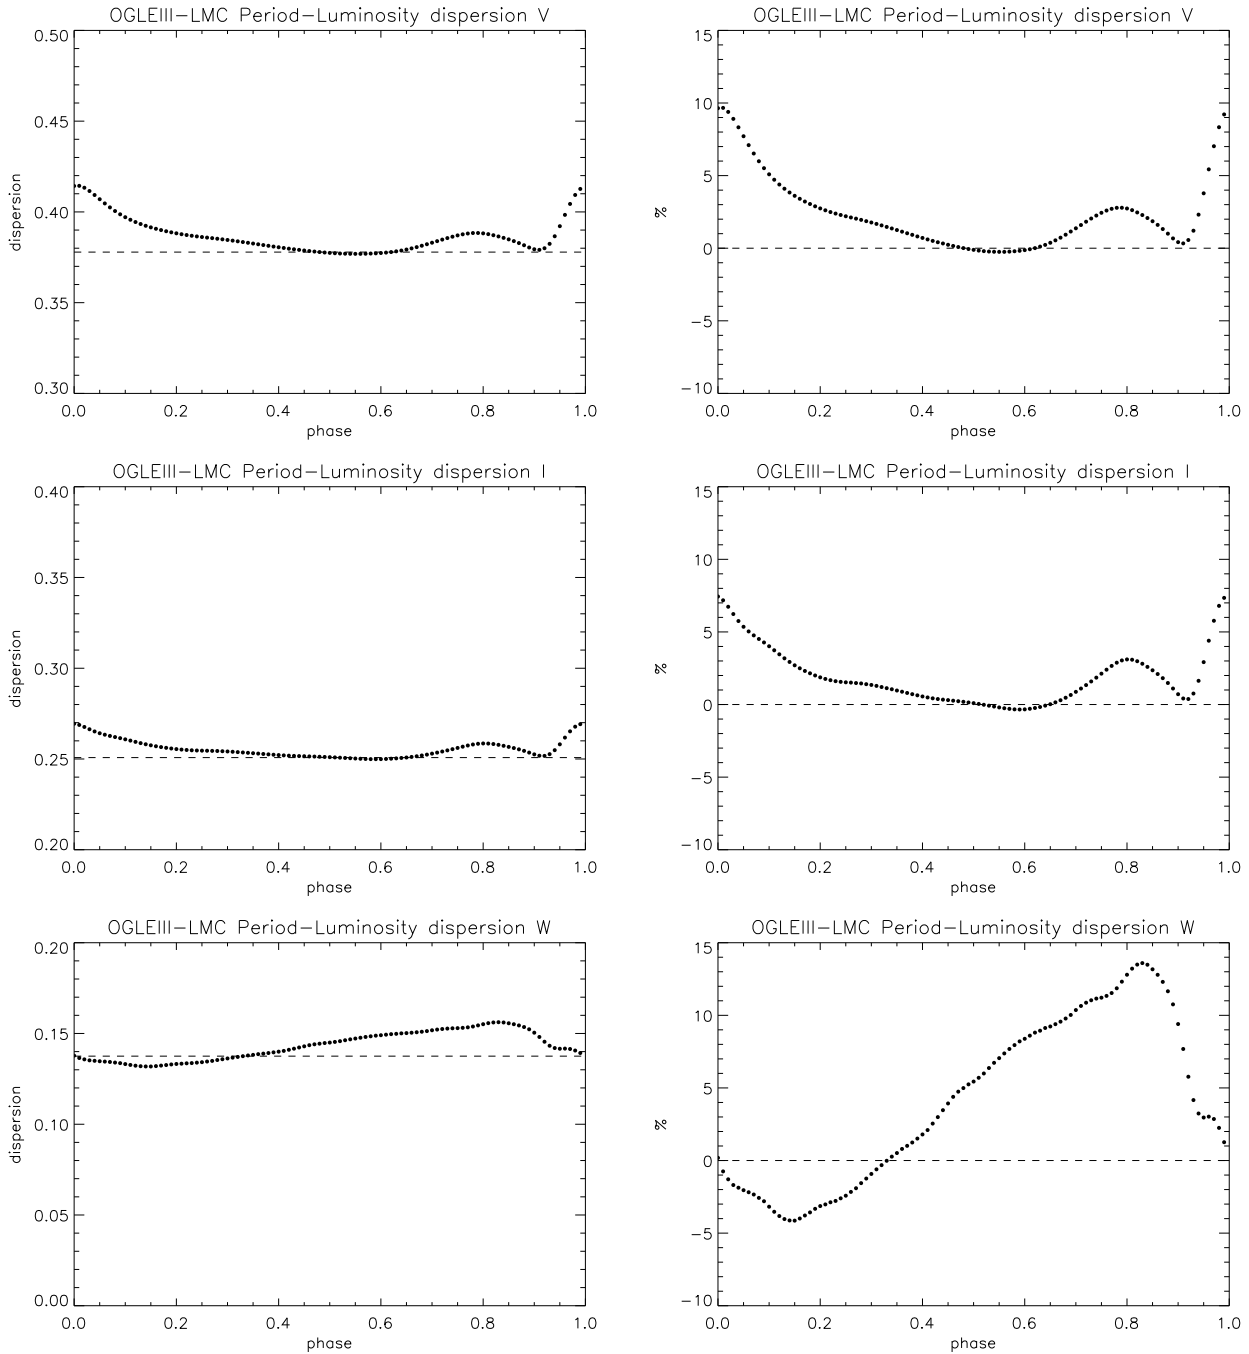 OGLEIII−LMC Period−Luminosity dispersion V
0.50
0.45
0.40
0.35
0.30
dispersion
0.0 0.2 0.4 0.6 0.8 1.0
phase
OGLEIII−LMC Period−Luminosity dispersion V
15
10
5
0
−5
−10
%
0.0 0.2 0.4 0.6 0.8 1.0
phase
OGLEIII−LMC Period−Luminosity dispersion I
0.40
0.35
0.30
0.25
0.20
dispersion
0.0 0.2 0.4 0.6 0.8 1.0
phase
OGLEIII−LMC Period−Luminosity dispersion I
15
10
5
0
−5
−10
%
0.0 0.2 0.4 0.6 0.8 1.0
phase
OGLEIII−LMC Period−Luminosity dispersion W
0.20
0.15
0.10
0.05
0.00
dispersion
0.0 0.2 0.4 0.6 0.8 1.0
phase
OGLEIII−LMC Period−Luminosity dispersion W
15
10
5
0
−5
−10
%
0.0 0.2 0.4 0.6 0.8 1.0
phase